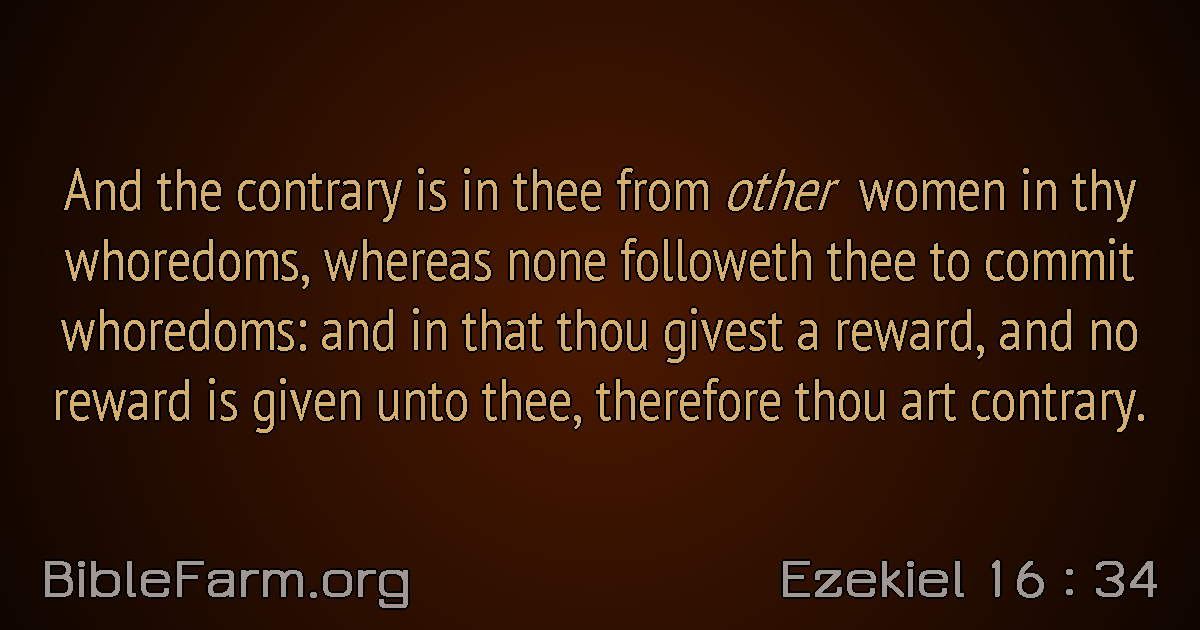 And the contrary is in thee from other women in thy
whoredoms, whereas none followeth thee to commit
whoredoms: and in that thou givest a reward, and no
reward is given unto thee, therefore thou art contrary.
BibleFarm.org
Ezekiel 16 : 34